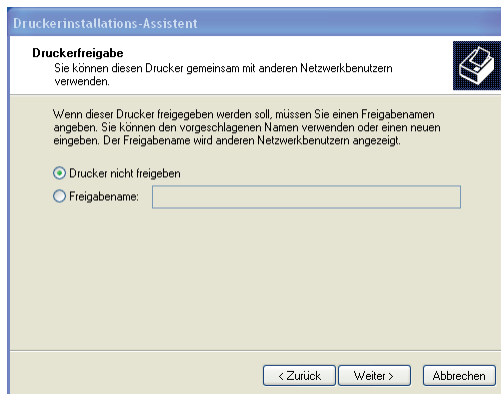 Druckerinstallations-Assistent
Druckerfreigabe
Sie können diesen Drucker gemeinsam mit anderen Netzwerkbenutzern
verwenden.
Wenn dieser Drucker freigegeben werden soll, müssen Sie einen Freigabenamen
angeben. Sie können den vorgeschlagenen Namen verwenden oder einen neuen
eingeben. Der Freigabename wird anderen Netzwerkbenutzern angezeigt.
Drucker nicht freigeben
Freigabename:
< Zurück Weiter > Abbrechen